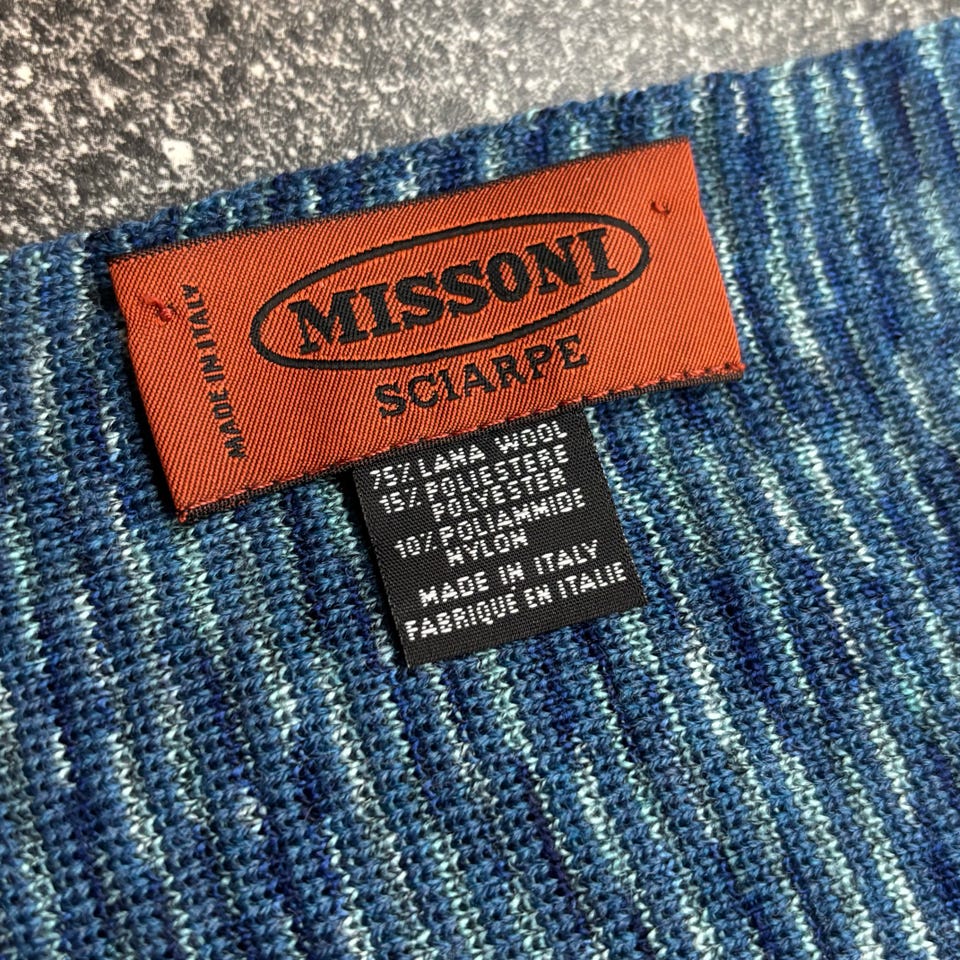 MADE IN ITALY
MISSONI
SCIARPE
75% LANA WOOL
15% POLIESTERE
POLYESTER
10% POLIAMMIDE
NYLON
MADE IN ITALY
FABRIQUE EN ITALIE